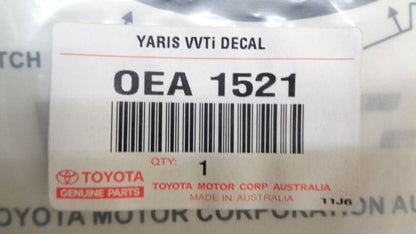 YARIS VVTi DECAL
TCH
OEA 1521
QTY: 1
TOYOTA
GENUINE PARTS
TOYOTA MOTOR CORP AUSTRALIA
MADE IN AUSTRALIA
11J6
OYOTA MOTOR CORPORATION AU